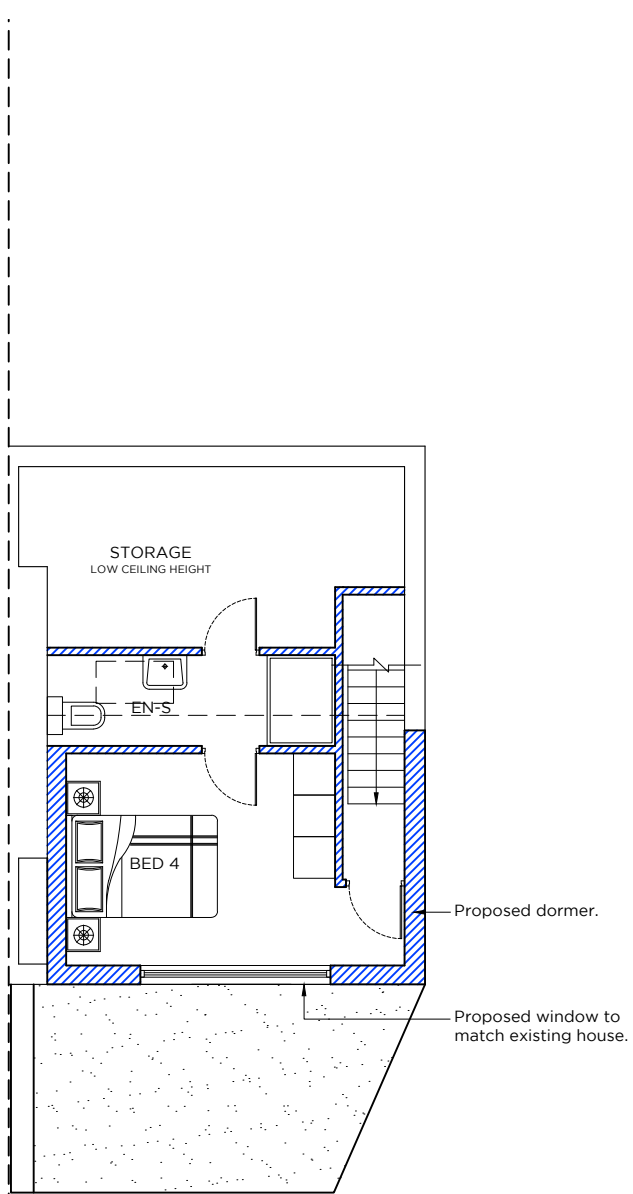 STORAGE
LOW CEILING HEIGHT
EN-S
BED 4
Proposed dormer.
Proposed window to
match existing house.